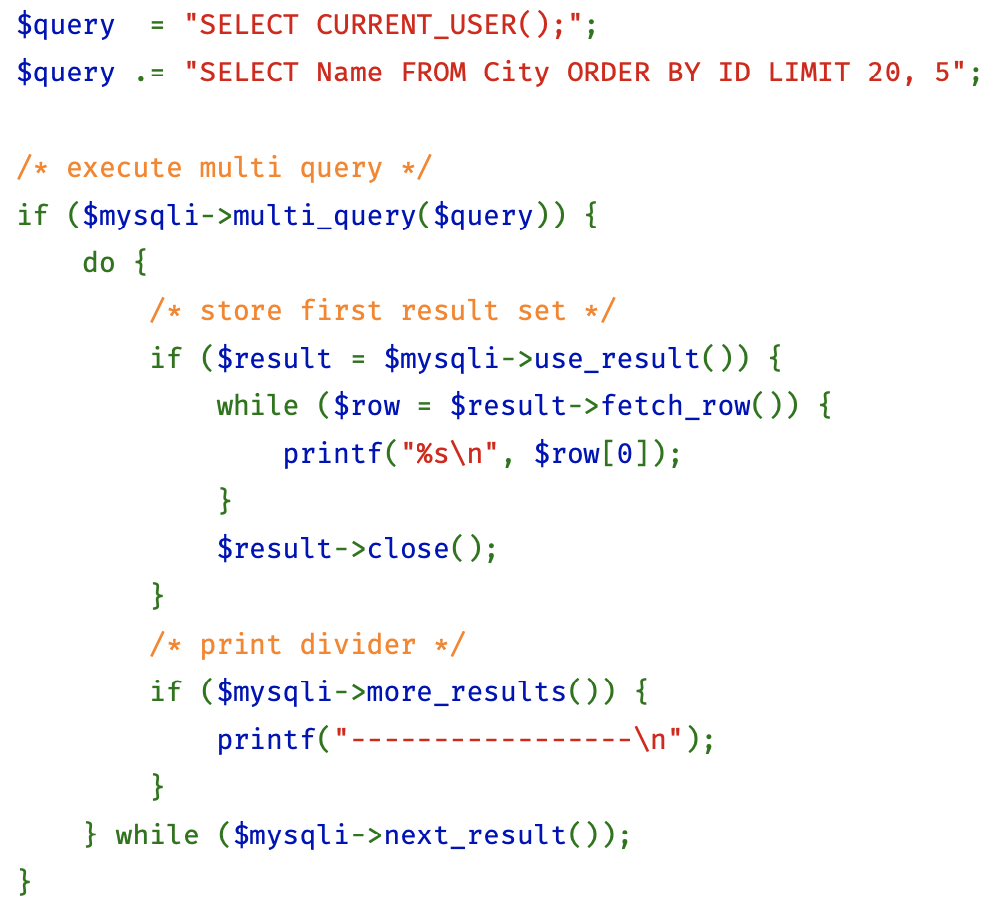 $query  = "SELECT CURRENT_USER();";
$query .= "SELECT Name FROM City ORDER BY ID LIMIT 20, 5";

/* execute multi query */
if ($mysqli->multi_query($query)) {
    do {
        /* store first result set */
        if ($result = $mysqli->use_result()) {
            while ($row = $result->fetch_row()) {
                printf("%s\n", $row[0]);
            }
            $result->close();
        }
        /* print divider */
        if ($mysqli->more_results()) {
            printf("-----------------\n");
        }
    } while ($mysqli->next_result());
}